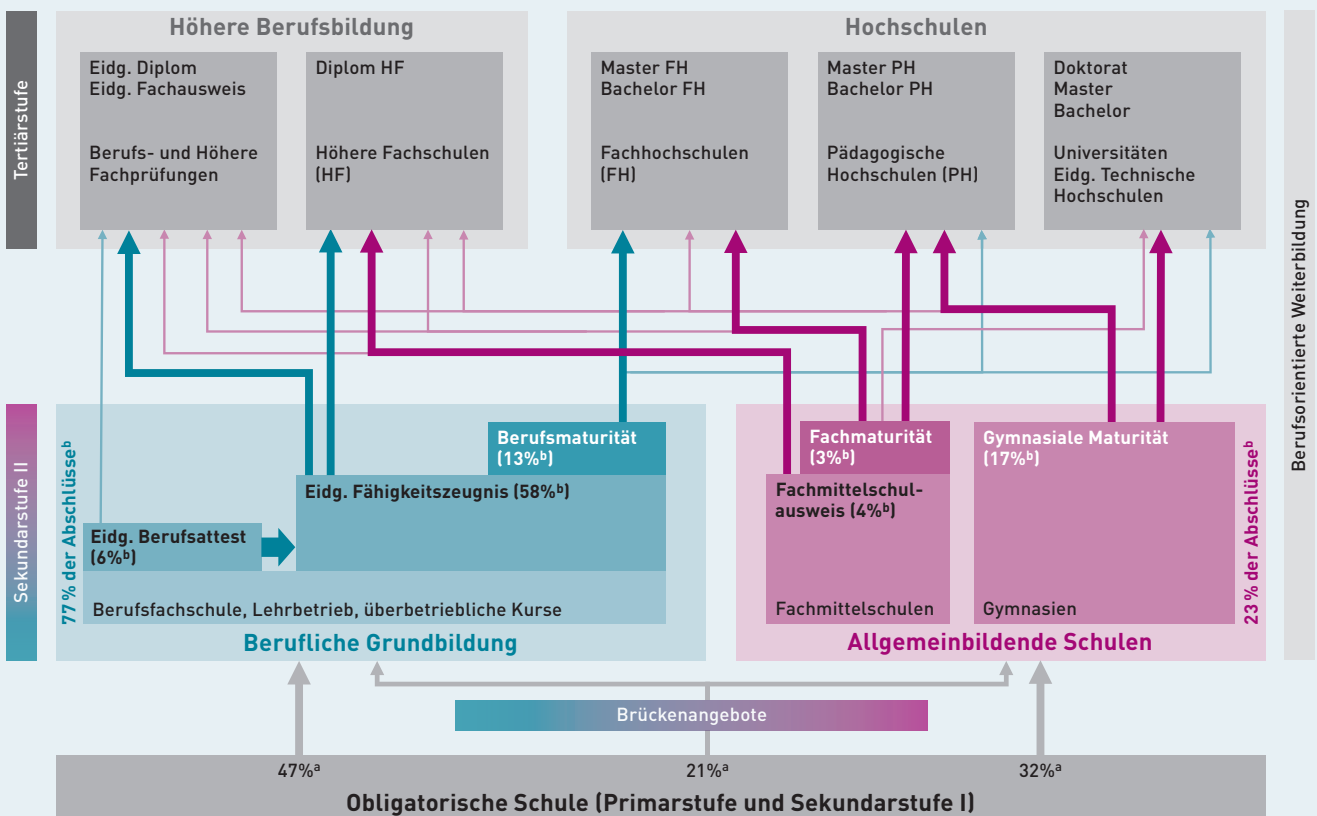 Höhere Berufsbildung
Hochschulen
Tertiärstufe
Eidg. Diplom
Eidg. Fachausweis
Berufs- und Höhere
Fachprüfungen
Diplom HF
Höhere Fachschulen
(HF)
Master FH
Bachelor FH
Fachhochschulen
(FH)
Master PH
Bachelor PH
Pädagogische
Hochschulen (PH)
Doktorat
Master
Bachelor
Universitäten
Eidg. Technische
Hochschulen
Berufsorientierte Weiterbildung
Sekundarstufe II
77 % der Abschlüsseᵇ
Berufsmaturität
(13%ᵇ)
Eidg. Fähigkeitszeugnis (58%ᵇ)
Eidg. Berufsattest
(6%ᵇ)
Berufsfachschule, Lehrbetrieb, überbetriebliche Kurse
Berufliche Grundbildung
Fachmaturität
(3%ᵇ)
Fachmittelschul-
ausweis (4%ᵇ)
Fachmittelschulen
Gymnasiale Maturität
(17%ᵇ)
Gymnasien
23 % der Abschlüsseᵇ
Allgemeinbildende Schulen
Brückenangebote
47%ᵃ
21%ᵃ
32%ᵃ
Obligatorische Schule (Primarstufe und Sekundarstufe I)